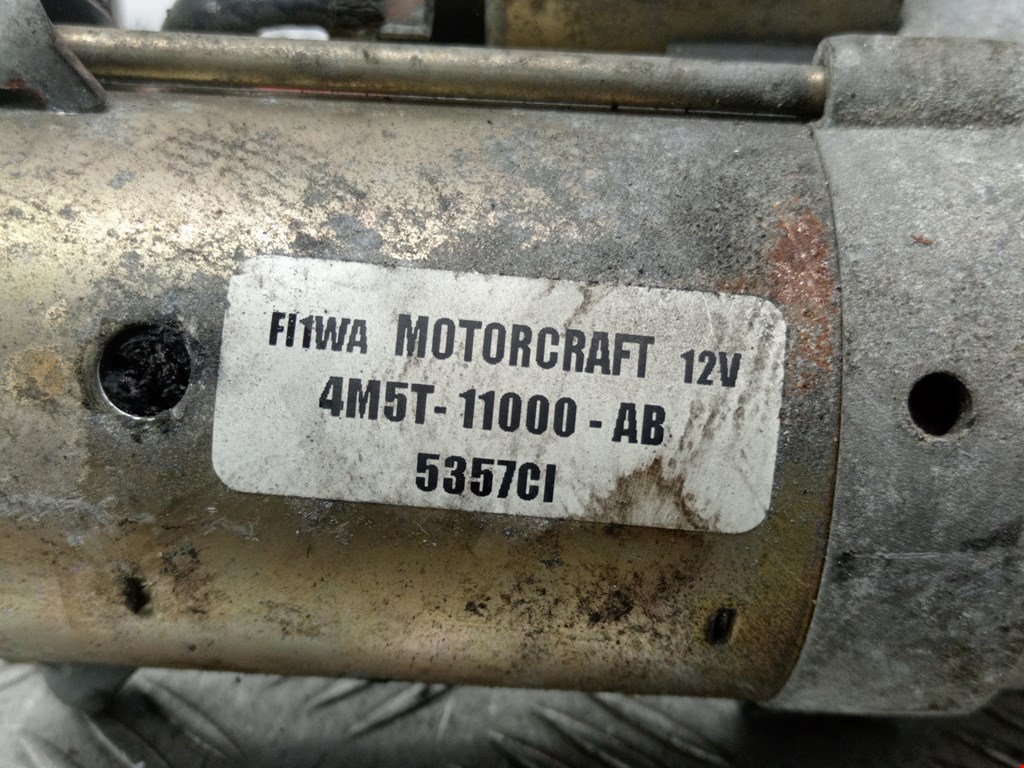 FI1WA MOTORCRAFT 12V
4M5T-11000-AB
5357CI